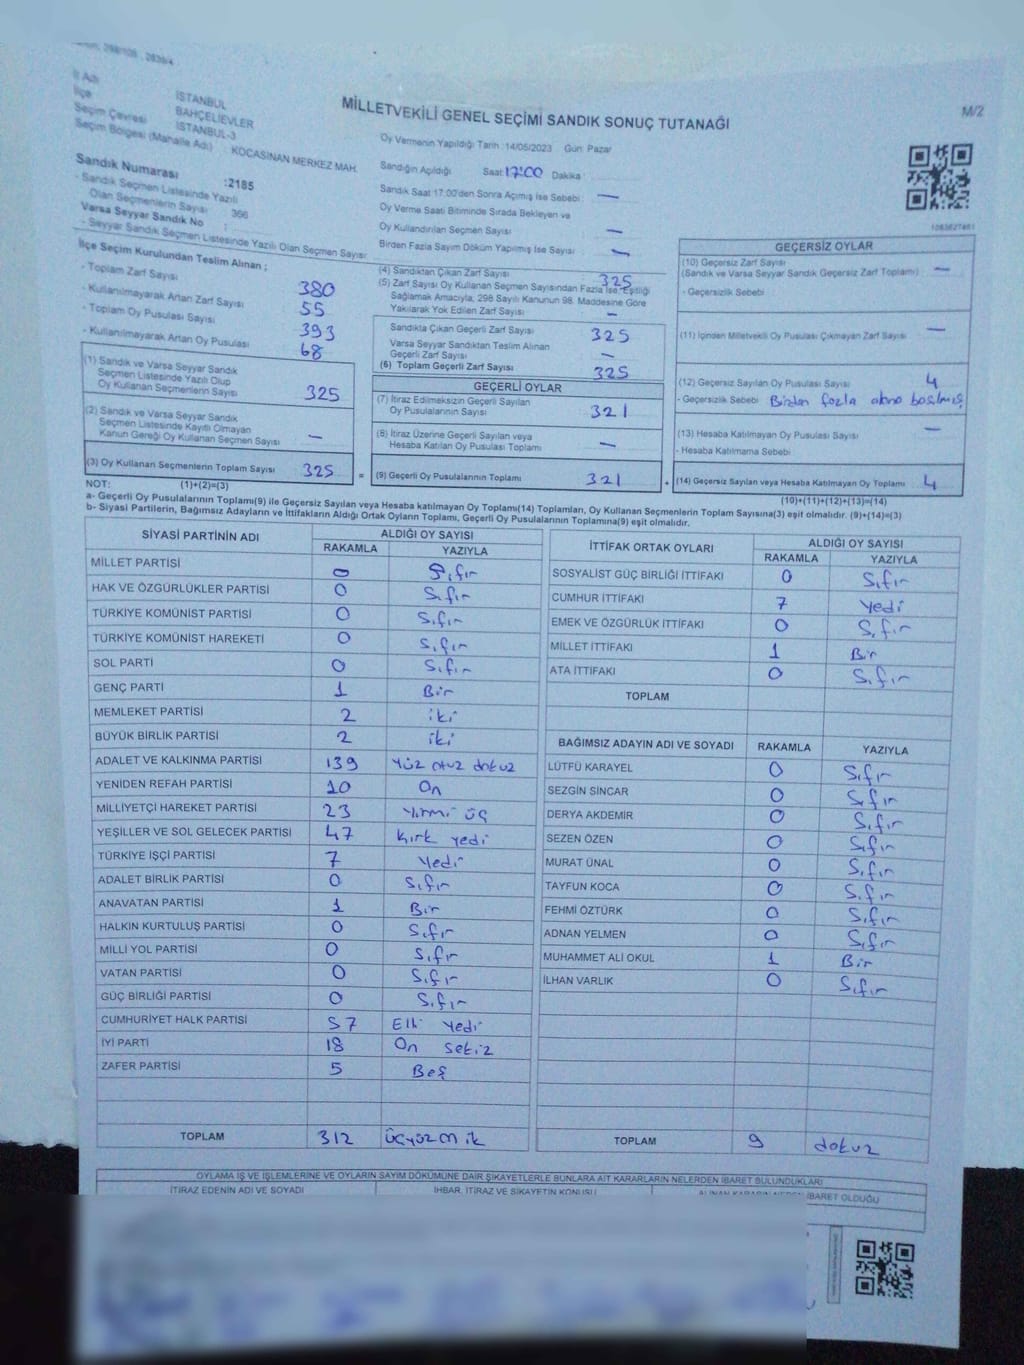 İl Adı İSTANBUL
İlçe BAHÇELİEVLER
Seçim Çevresi İSTANBUL-3
Seçim Bölgesi (Mahalle Adı) : KOCASİNAN MERKEZ MAH.
Sandık Numarası :2185
- Sandık Seçmen Listesinde Yazılı
Olan Seçmenlerin Sayısı 366
Varsa Seyyar Sandık No :
- Seyyar Sandık Seçmen Listesinde Yazılı Olan Seçmen Sayısı
MİLLETVEKİLİ GENEL SEÇİMİ SANDIK SONUÇ TUTANAĞI
M/2
Oy Vermenin Yapıldığı Tarih : 14/05/2023 Gün: Pazar
Sandığın Açıldığı Saat 17:00 Dakika :
Sandık Saat 17:00'den Sonra Açılmış İse Sebebi : —
Oy Verme Saati Bitiminde Sırada Bekleyen ve
Oy Kullandırılan Seçmen Sayısı —
Birden Fazla Sayım Döküm Yapılmış İse Sayısı —
İlçe Seçim Kurulundan Teslim Alınan ;
- Toplam Zarf Sayısı 380
- Kullanılmayarak Artan Zarf Sayısı 55
- Toplam Oy Pusulası Sayısı 393
- Kullanılmayarak Artan Oy Pusulası 68
(1) Sandık ve Varsa Seyyar Sandık
Seçmen Listesinde Yazılı Olup
Oy Kullanan Seçmenlerin Sayısı 325
(2) Sandık ve Varsa Seyyar Sandık
Seçmen Listesinde Kayıtlı Olmayan
Kanun Gereği Oy Kullanan Seçmen Sayısı —
(3) Oy Kullanan Seçmenlerin Toplam Sayısı 325 =
(4) Sandıktan Çıkan Zarf Sayısı 325
(5) Zarf Sayısı Oy Kullanan Seçmen Sayısından Fazla İse Eşitliği
Sağlamak Amacıyla, 298 Sayılı Kanunun 98. Maddesine Göre
Yakılarak Yok Edilen Zarf Sayısı —
Sandıkta Çıkan Geçerli Zarf Sayısı 325
Varsa Seyyar Sandıktan Teslim Alınan
Geçerli Zarf Sayısı —
(6) Toplam Geçerli Zarf Sayısı 325
GEÇERLİ OYLAR
(7) İtiraz Edilmeksizin Geçerli Sayılan
Oy Pusulalarının Sayısı 321
(8) İtiraz Üzerine Geçerli Sayılan veya
Hesaba Katılan Oy Pusulası Toplamı —
(9) Geçerli Oy Pusulalarının Toplamı 321 +
GEÇERSİZ OYLAR
(10) Geçersiz Zarf Sayısı —
(Sandık ve Varsa Seyyar Sandık Geçersiz Zarf Toplamı)
- Geçersizlik Sebebi
(11) İçinden Milletvekili Oy Pusulası Çıkmayan Zarf Sayısı —
(12) Geçersiz Sayılan Oy Pusulası Sayısı 4
- Geçersizlik Sebebi Birden fazla alana basılmış
(13) Hesaba Katılmayan Oy Pusulası Sayısı —
- Hesaba Katılmama Sebebi
(14) Geçersiz Sayılan veya Hesaba Katılmayan Oy Toplamı 4
NOT: (1)+(2)=(3) (10)+(11)+(12)+(13)=(14)
a- Geçerli Oy Pusulalarının Toplamı(9) ile Geçersiz Sayılan veya Hesaba katılmayan Oy Toplamı(14) Toplamları, Oy Kullanan Seçmenlerin Toplam Sayısına(3) eşit olmalıdır. (9)+(14)=(3)
b- Siyasi Partilerin, Bağımsız Adayların ve İttifakların Aldığı Ortak Oyların Toplamı, Geçerli Oy Pusulalarının Toplamına(9) eşit olmalıdır.
SİYASİ PARTİNİN ADI ALDIĞI OY SAYISI
RAKAMLA YAZIYLA
MİLLET PARTİSİ 0 Sıfır
HAK VE ÖZGÜRLÜKLER PARTİSİ 0 Sıfır
TÜRKİYE KOMÜNİST PARTİSİ 0 Sıfır
TÜRKİYE KOMÜNİST HAREKETİ 0 Sıfır
SOL PARTİ 0 Sıfır
GENÇ PARTİ 1 Bir
MEMLEKET PARTİSİ 2 iki
BÜYÜK BİRLİK PARTİSİ 2 iki
ADALET VE KALKINMA PARTİSİ 139 Yüz otuz dokuz
YENİDEN REFAH PARTİSİ 10 On
MİLLİYETÇİ HAREKET PARTİSİ 23 Yirmi üç
YEŞİLLER VE SOL GELECEK PARTİSİ 47 Kırk yedi
TÜRKİYE İŞÇİ PARTİSİ 7 Yedi
ADALET BİRLİK PARTİSİ 0 Sıfır
ANAVATAN PARTİSİ 1 Bir
HALKIN KURTULUŞ PARTİSİ 0 Sıfır
MİLLİ YOL PARTİSİ 0 Sıfır
VATAN PARTİSİ 0 Sıfır
GÜÇ BİRLİĞİ PARTİSİ 0 Sıfır
CUMHURİYET HALK PARTİSİ 57 Elli Yedi
İYİ PARTİ 18 On sekiz
ZAFER PARTİSİ 5 Beş
TOPLAM 312 üçyüz on iki
İTTİFAK ORTAK OYLARI ALDIĞI OY SAYISI
RAKAMLA YAZIYLA
SOSYALİST GÜÇ BİRLİĞİ İTTİFAKI 0 Sıfır
CUMHUR İTTİFAKI 7 Yedi
EMEK VE ÖZGÜRLÜK İTTİFAKI 0 Sıfır
MİLLET İTTİFAKI 1 Bir
ATA İTTİFAKI 0 Sıfır
TOPLAM
BAĞIMSIZ ADAYIN ADI VE SOYADI RAKAMLA YAZIYLA
LÜTFÜ KARAYEL 0 Sıfır
SEZGİN SİNCAR 0 Sıfır
DERYA AKDEMİR 0 Sıfır
SEZEN ÖZEN 0 Sıfır
MURAT ÜNAL 0 Sıfır
TAYFUN KOCA 0 Sıfır
FEHMİ ÖZTÜRK 0 Sıfır
ADNAN YELMEN 0 Sıfır
MUHAMMET ALİ OKUL 1 Bir
İLHAN VARLIK 0 Sıfır
TOPLAM 9 dokuz
OYLAMA İŞ VE İŞLEMLERİNE VE OYLARIN SAYIM DÖKÜMÜNE DAİR ŞİKAYETLERLE BUNLARA AİT KARARLARIN NELERDEN İBARET BULUNDUKLARI
İTİRAZ EDENİN ADI VE SOYADI İHBAR, İTİRAZ VE ŞİKAYETİN KONUSU ALINAN KARARIN NEDEN İBARET OLDUĞU